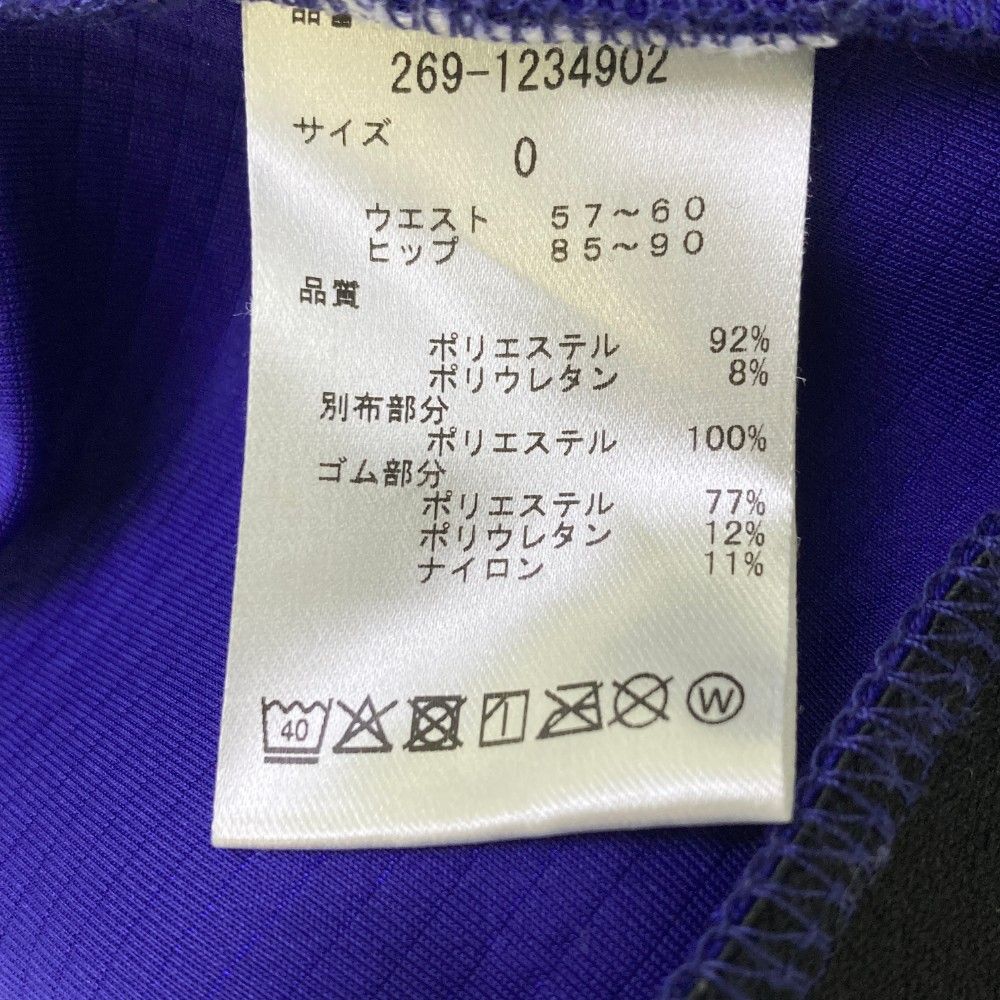 品番
269-1234902
サイズ
0
ウエスト 57～60
ヒップ 85～90
品質
ポリエステル 92%
ポリウレタン 8%
別布部分
ポリエステル 100%
ゴム部分
ポリエステル 77%
ポリウレタン 12%
ナイロン 11%
40
W